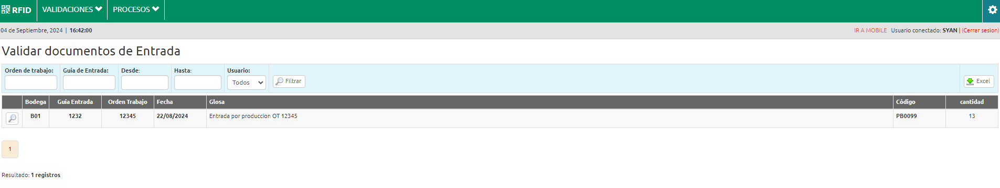 RFID VALIDACIONES PROCESOS
04 de Septiembre, 2024 | 16:42:00 IR A MOBILE Usuario conectado: SYAN | (Cerrar sesion)
Validar documentos de Entrada
Orden de trabajo: Guía de Entrada: Desde: Hasta: Usuario:
Todos Filtrar Excel
Bodega Guía Entrada Orden Trabajo Fecha Glosa Código cantidad
B01 1232 12345 22/08/2024 Entrada por produccion OT 12345 PB0099 13
1
Resultado: 1 registros